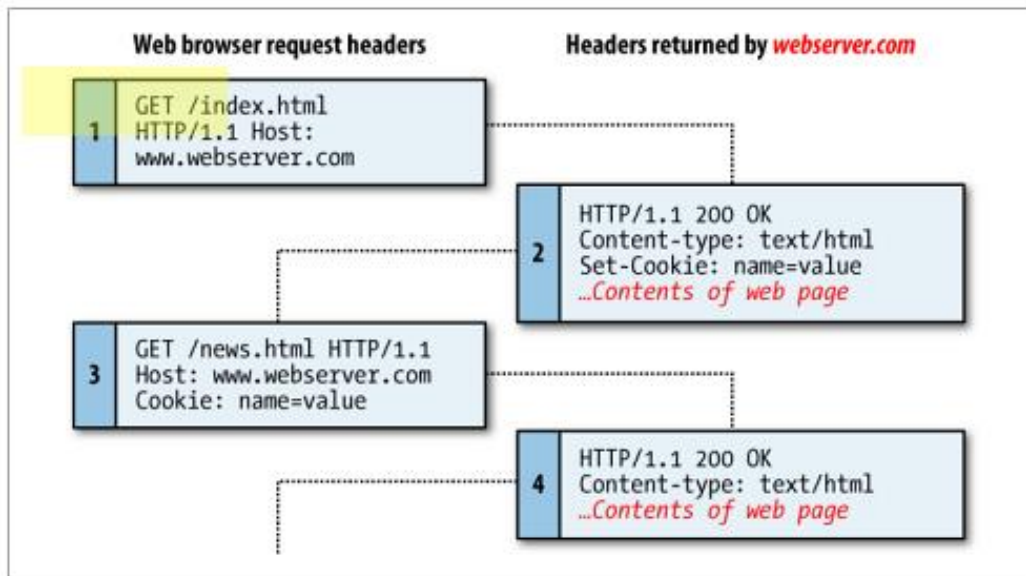 Web browser request headers
Headers returned by webserver.com
1
GET /index.html
HTTP/1.1 Host:
www.webserver.com
2
HTTP/1.1 200 OK
Content-type: text/html
Set-Cookie: name=value
…Contents of web page
3
GET /news.html HTTP/1.1
Host: www.webserver.com
Cookie: name=value
4
HTTP/1.1 200 OK
Content-type: text/html
…Contents of web page